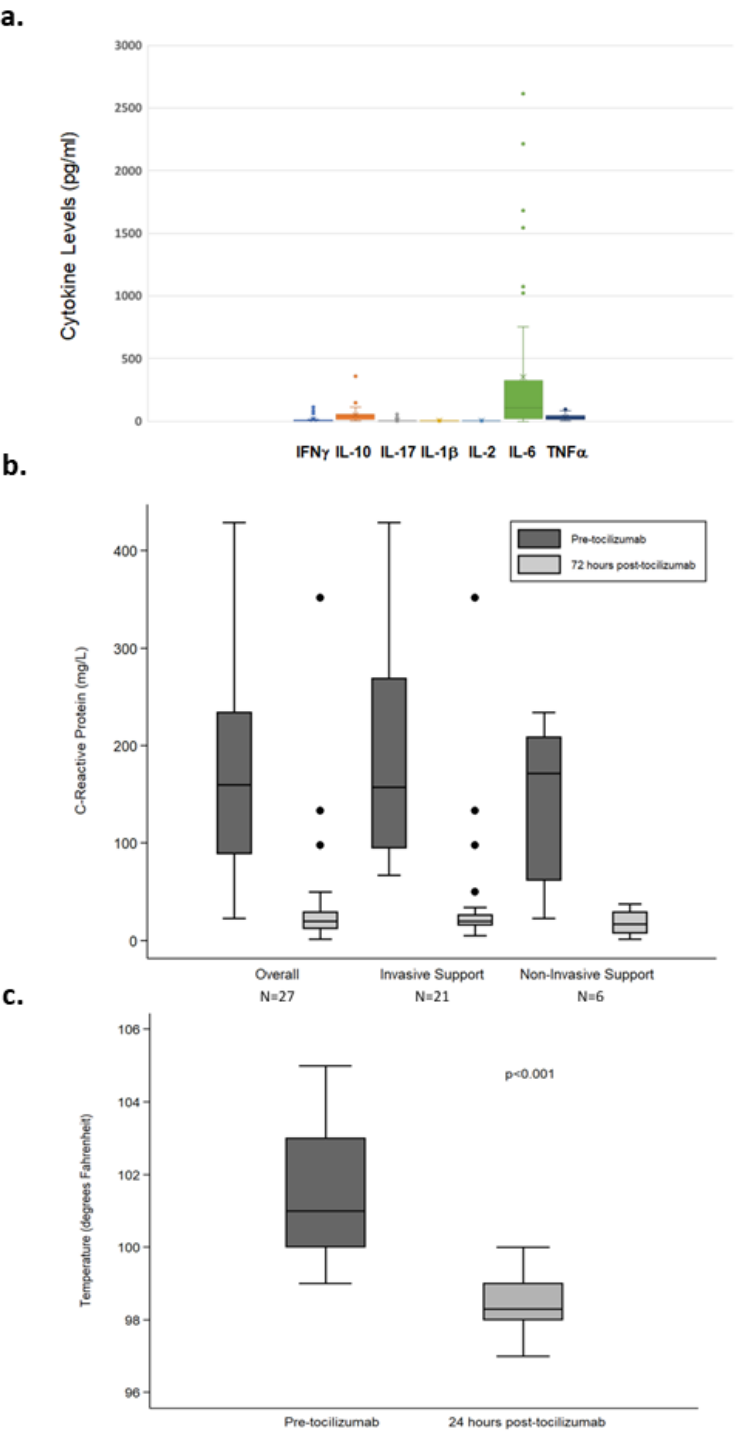 a.
3000
2500
2000
1500
1000
500
0
Cytokine Levels (pg/ml)
IFNγ IL-10 IL-17 IL-1β IL-2 IL-6 TNFα
b.
Pre-tocilizumab
72 hours post-tocilizumab
400
300
200
100
0
C-Reactive Protein (mg/L)
Overall Invasive Support Non-Invasive Support
N=27 N=21 N=6
c.
106
104
102
100
98
96
Temperature (degrees Fahrenheit)
p<0.001
Pre-tocilizumab 24 hours post-tocilizumab